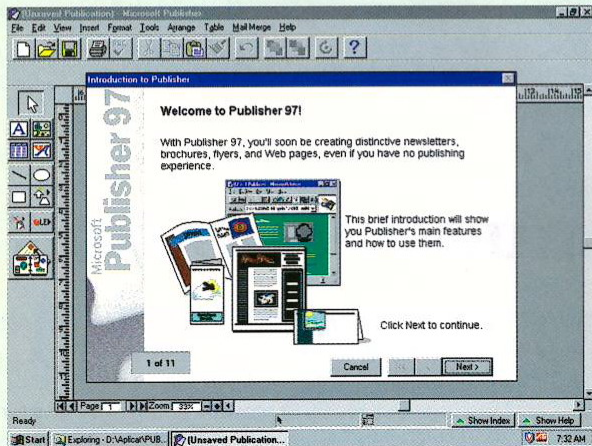 (Unsaved Publication) - Microsoft Publisher
File Edit View Insert Format Tools Arrange Table Mail Merge Help
Introduction to Publisher
Microsoft
Publisher 97
Welcome to Publisher 97!
With Publisher 97, you'll soon be creating distinctive newsletters,
brochures, flyers, and Web pages, even if you have no publishing
experience.
This brief introduction will show
you Publisher's main features
and how to use them.
Click Next to continue.
1 of 11
Cancel
Next >
Page 1
Zoom 33%
Ready
Show Index
Show Help
Start
Exploring - D:\Aplicat\PUB...
(Unsaved Publication...
7:32 AM